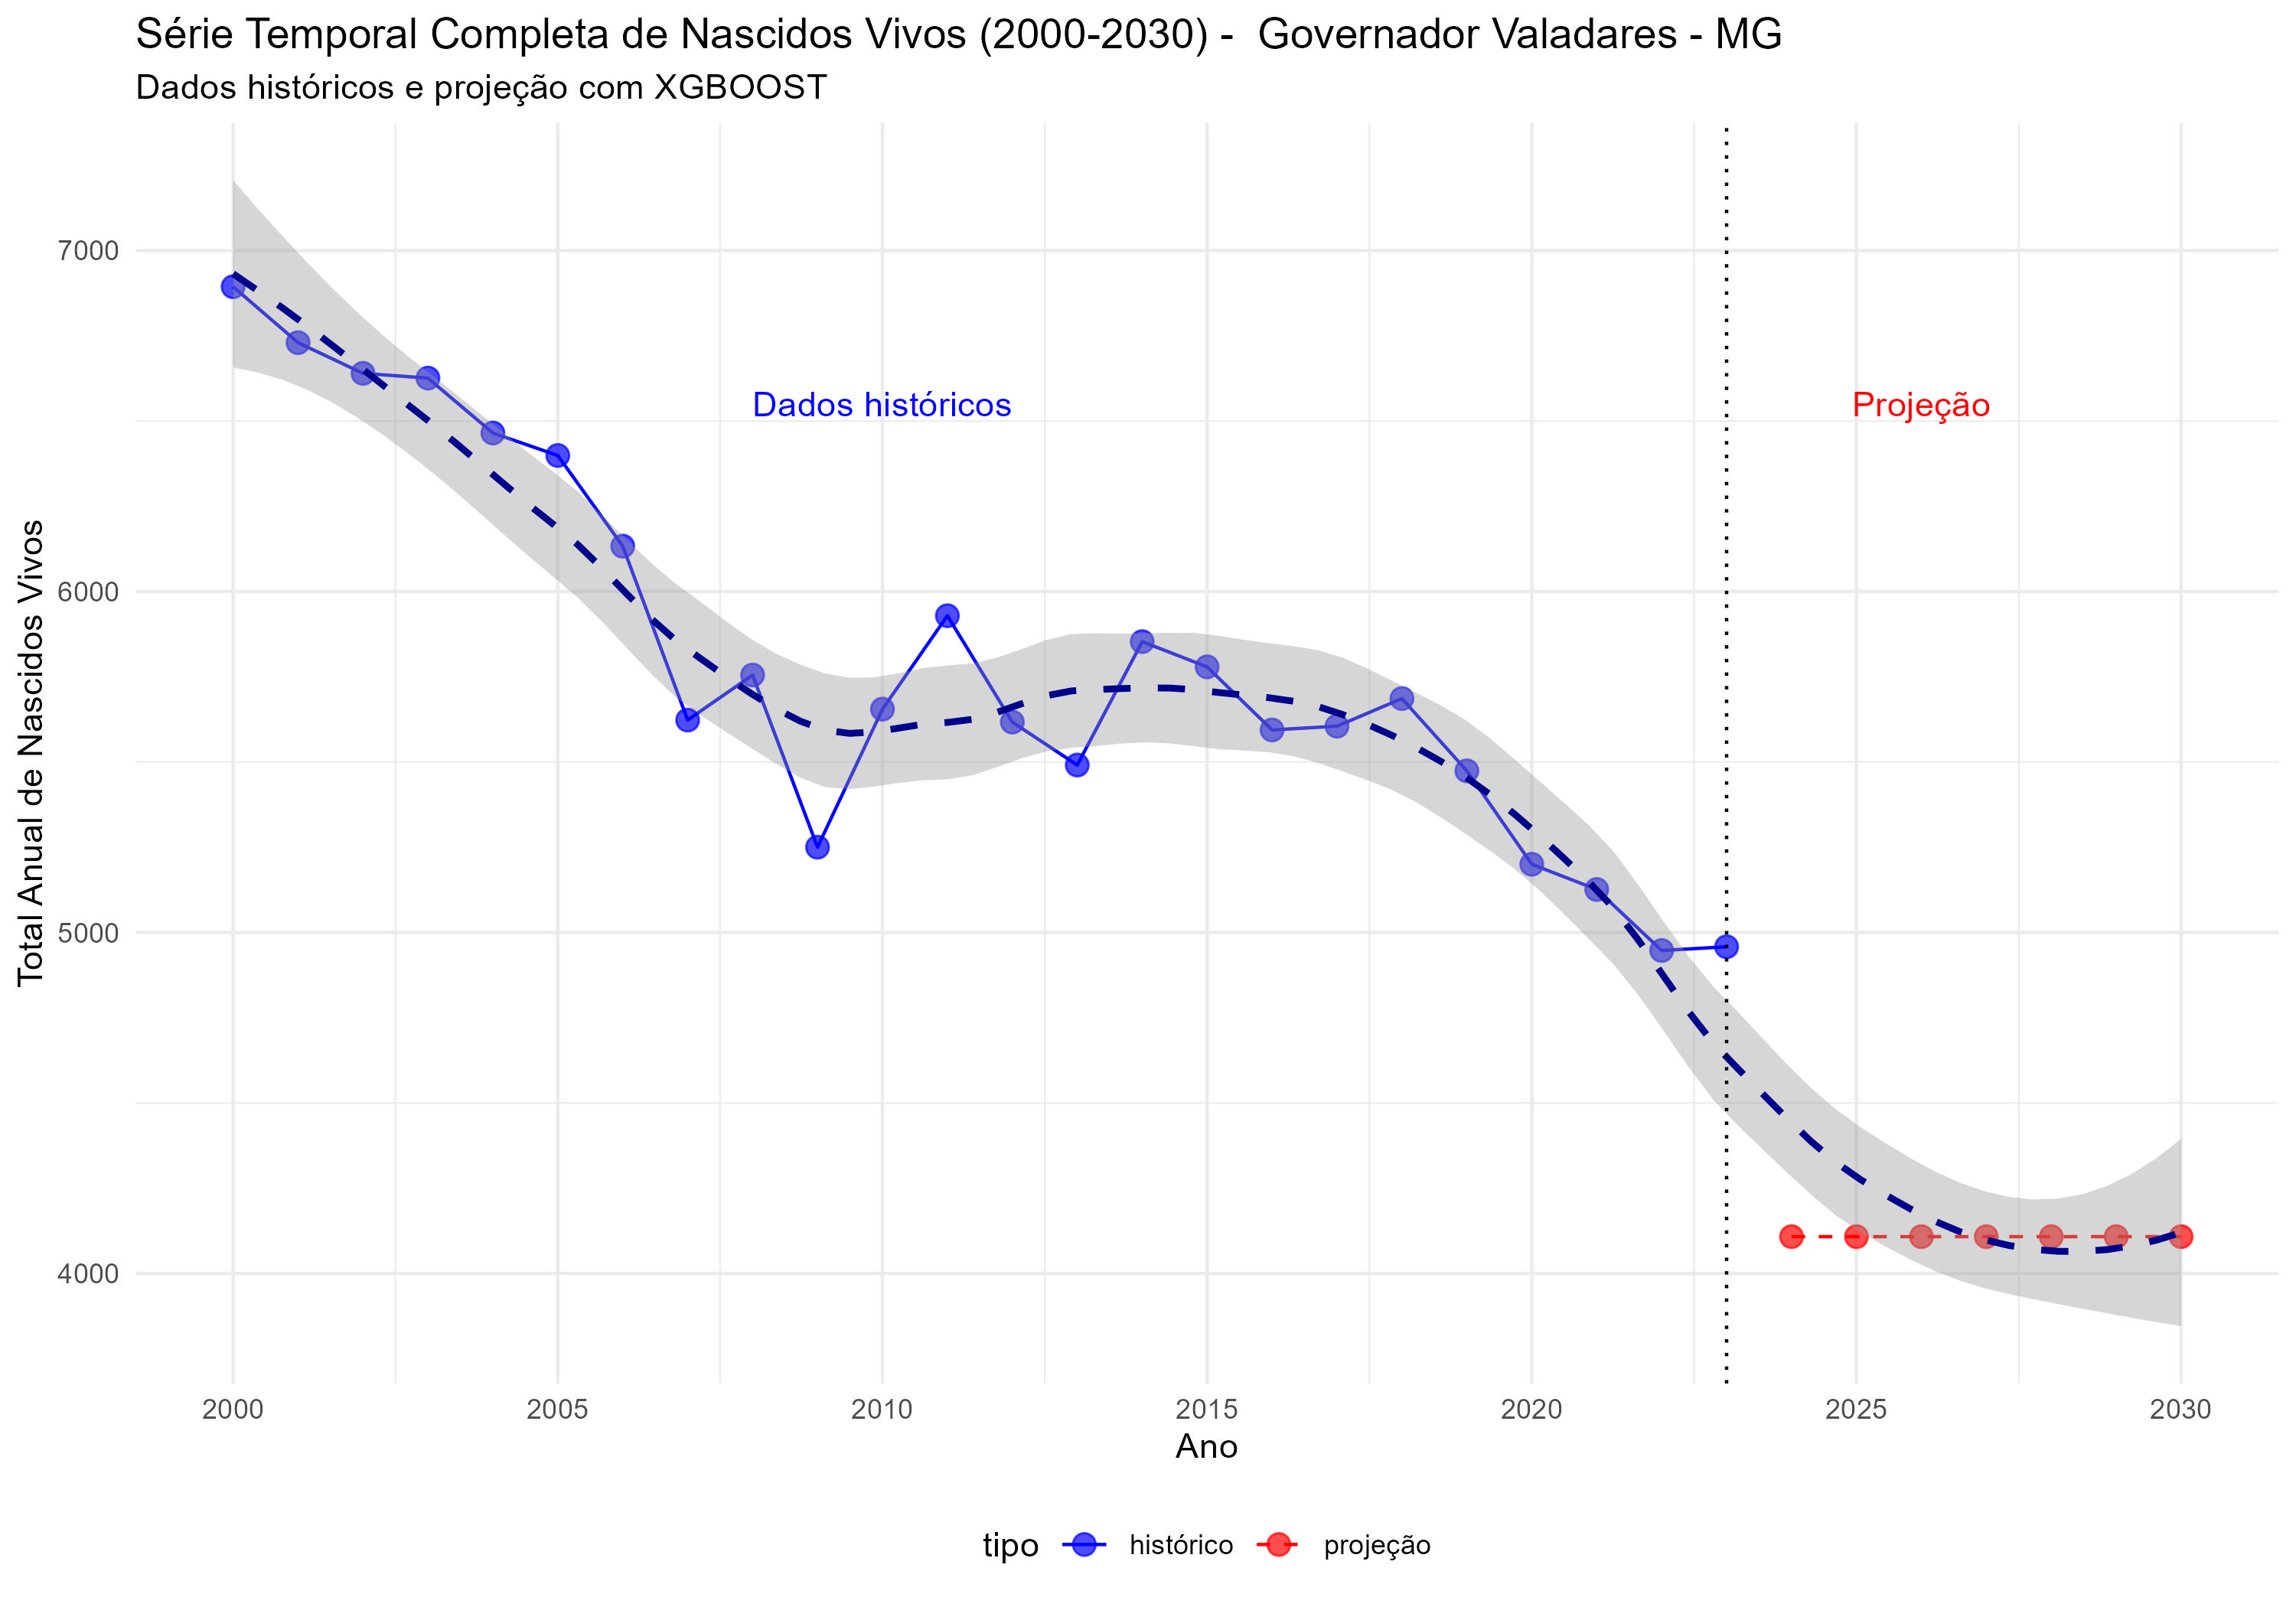 Série Temporal Completa de Nascidos Vivos (2000-2030) -  Governador Valadares - MG
Dados históricos e projeção com XGBOOST
Total Anual de Nascidos Vivos
7000
6000
5000
4000
Dados históricos
Projeção
2000 2005 2010 2015 2020 2025 2030
Ano
tipo histórico projeção